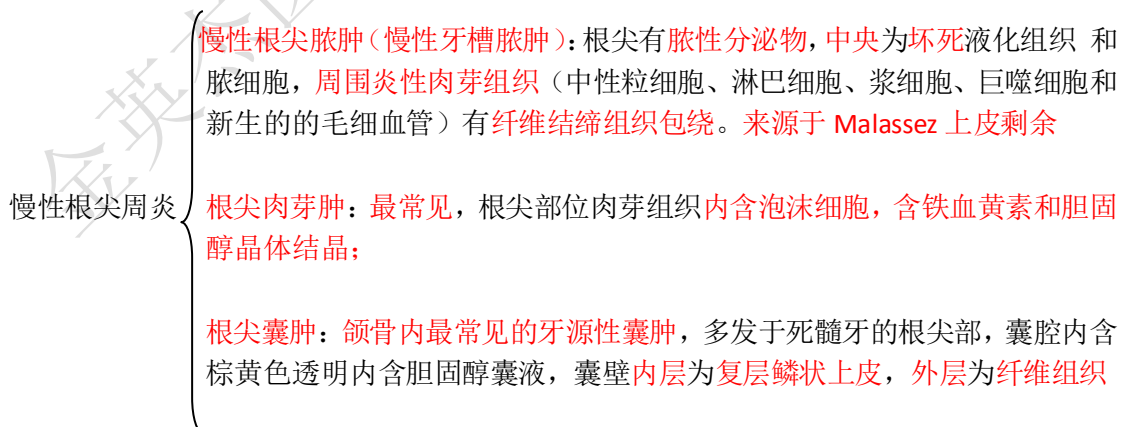 慢性根尖脓肿（慢性牙槽脓肿）：根尖有脓性分泌物，中央为坏死液化组织 和
脓细胞，周围炎性肉芽组织（中性粒细胞、淋巴细胞、浆细胞、巨噬细胞和
新生的的毛细血管）有纤维结缔组织包绕。来源于 Malassez 上皮剩余
慢性根尖周炎
根尖肉芽肿：最常见，根尖部位肉芽组织内含泡沫细胞，含铁血黄素和胆固
醇晶体结晶；
根尖囊肿：颌骨内最常见的牙源性囊肿，多发于死髓牙的根尖部，囊腔内含
棕黄色透明内含胆固醇囊液，囊壁内层为复层鳞状上皮，外层为纤维组织
金英杰